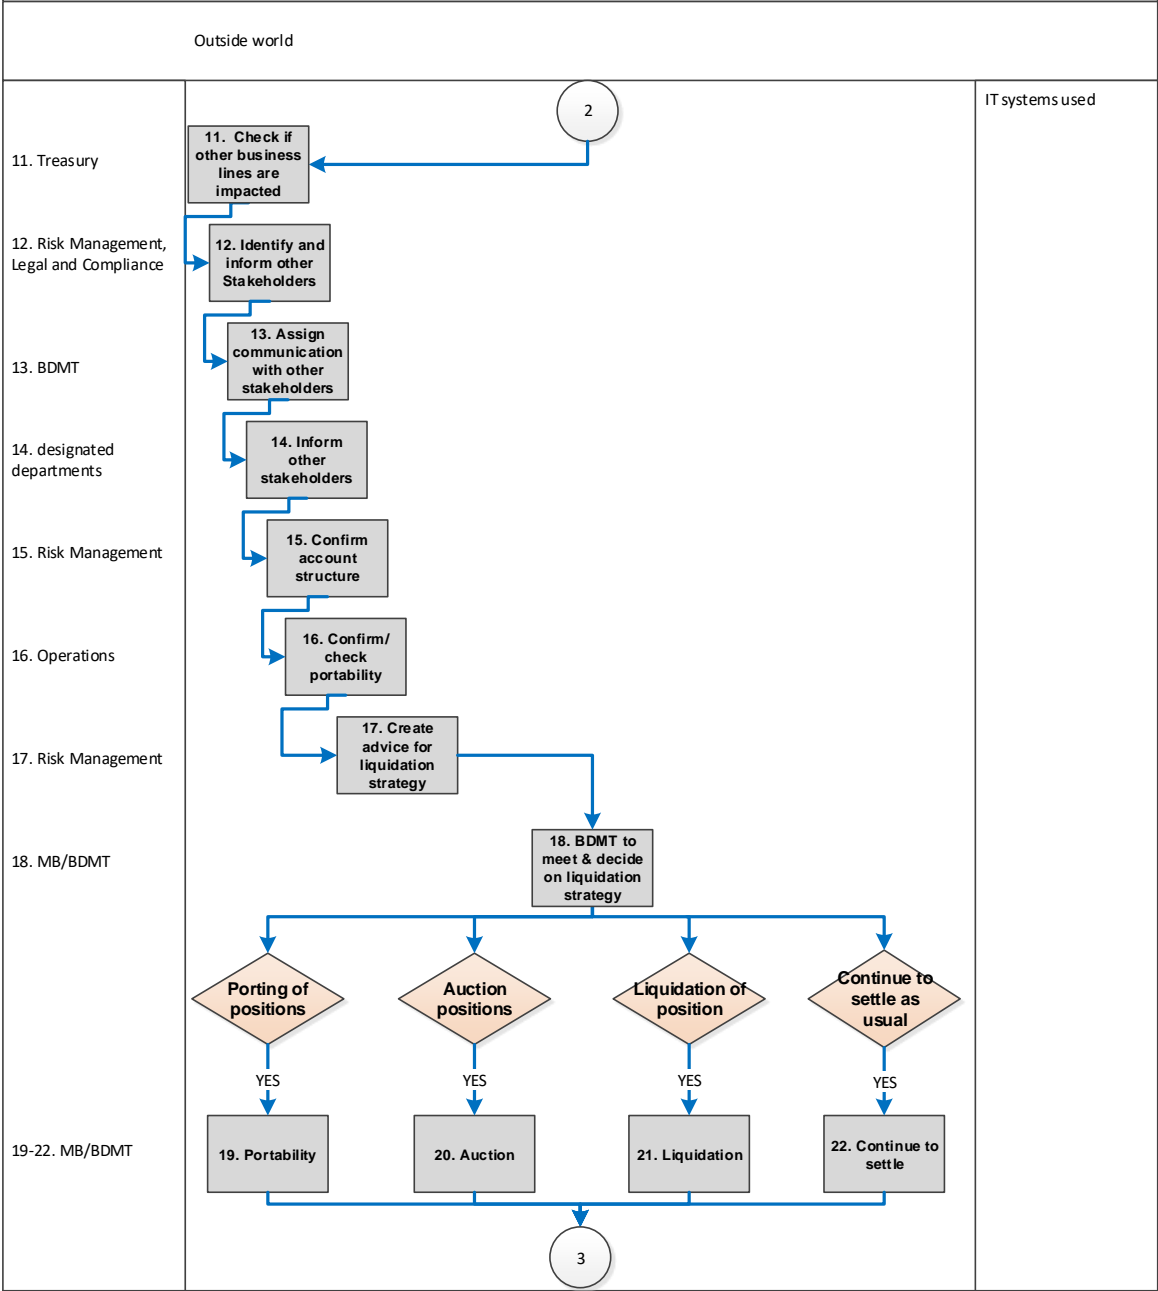 Outside world
IT systems used
2
11. Treasury
11. Check if
other business
lines are
impacted
12. Risk Management,
Legal and Compliance
12. Identify and
inform other
Stakeholders
13. BDMT
13. Assign
communication
with other
stakeholders
14. designated
departments
14. Inform
other
stakeholders
15. Risk Management
15. Confirm
account
structure
16. Operations
16. Confirm/
check
portability
17. Risk Management
17. Create
advice for
liquidation
strategy
18. MB/BDMT
18. BDMT to
meet & decide
on liquidation
strategy
Porting of
positions
Auction
positions
Liquidation of
position
Continue to
settle as
usual
YES
YES
YES
YES
19-22. MB/BDMT
19. Portability
20. Auction
21. Liquidation
22. Continue to
settle
3